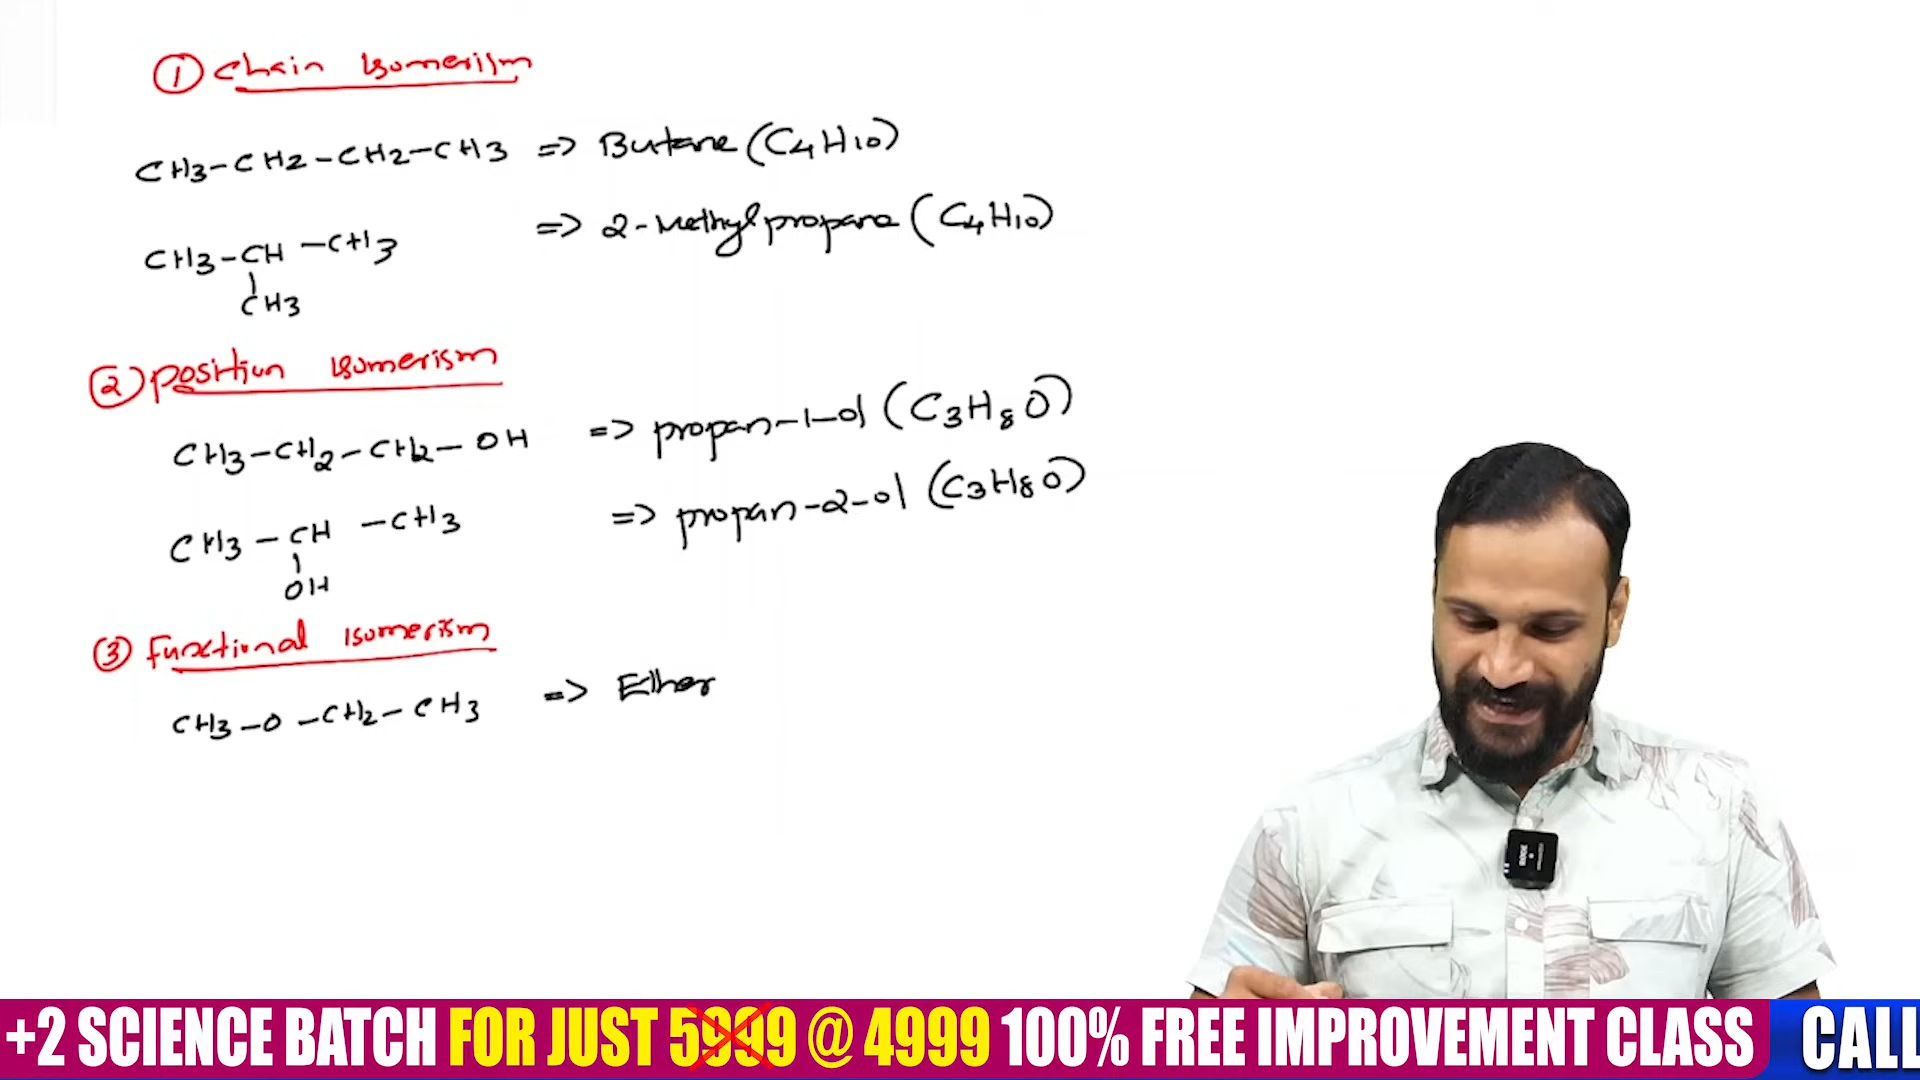 ① Chain Isomerism
CH3-CH2-CH2-CH3 => Butane (C4H10)
CH3-CH-CH3 => 2-Methylpropane (C4H10)
|
CH3
② Position Isomerism
CH3-CH2-CH2-OH => propan-1-ol (C3H8O)
CH3-CH-CH3 => propan-2-ol (C3H8O)
|
OH
③ Functional Isomerism
CH3-O-CH2-CH3 => Ether
+2 SCIENCE BATCH FOR JUST 5999 @ 4999 100% FREE IMPROVEMENT CLASS CALL